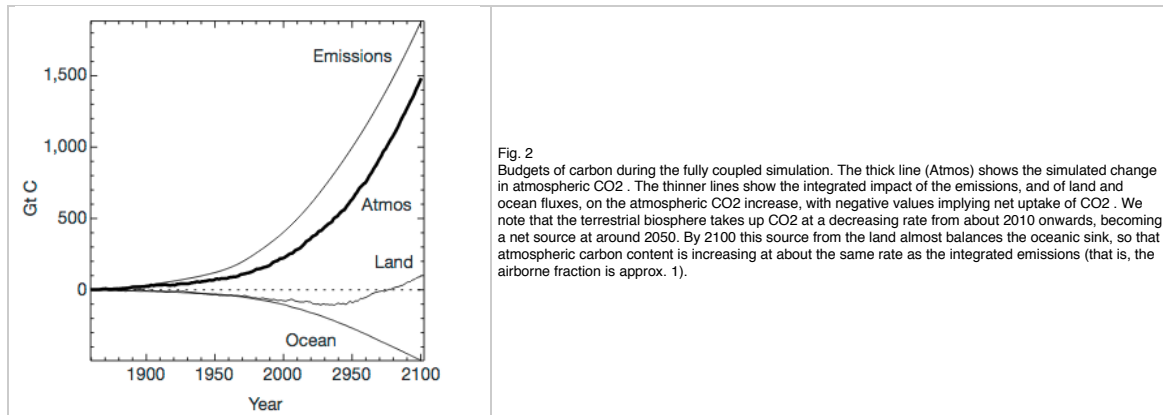 Emissions
1,500
1,000
Gt C
Atmos
500
Land
0
Ocean
1900 1950 2000 2950 2100
Year
Fig. 2
Budgets of carbon during the fully coupled simulation. The thick line (Atmos) shows the simulated change
in atmospheric CO2 . The thinner lines show the integrated impact of the emissions, and of land and
ocean fluxes, on the atmospheric CO2 increase, with negative values implying net uptake of CO2 . We
note that the terrestrial biosphere takes up CO2 at a decreasing rate from about 2010 onwards, becoming
a net source at around 2050. By 2100 this source from the land almost balances the oceanic sink, so that
atmospheric carbon content is increasing at about the same rate as the integrated emissions (that is, the
airborne fraction is approx. 1).